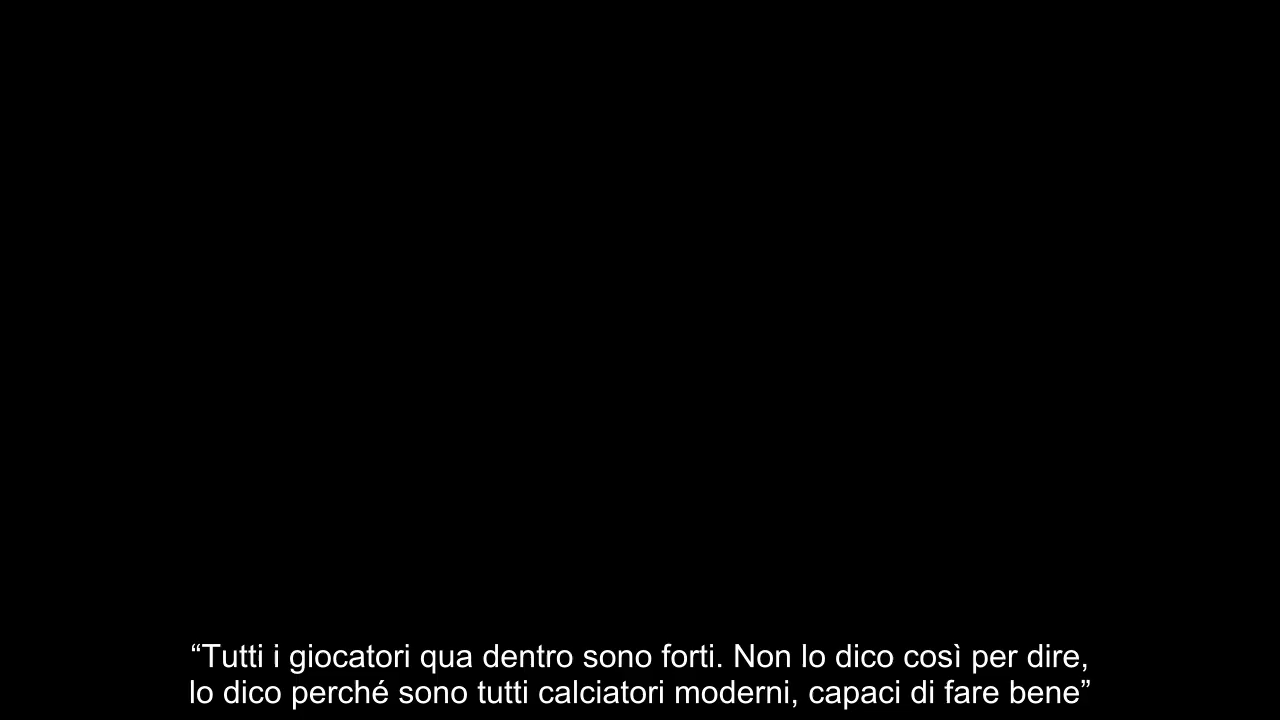 “Tutti i giocatori qua dentro sono forti. Non lo dico così per dire,
lo dico perché sono tutti calciatori moderni, capaci di fare bene”